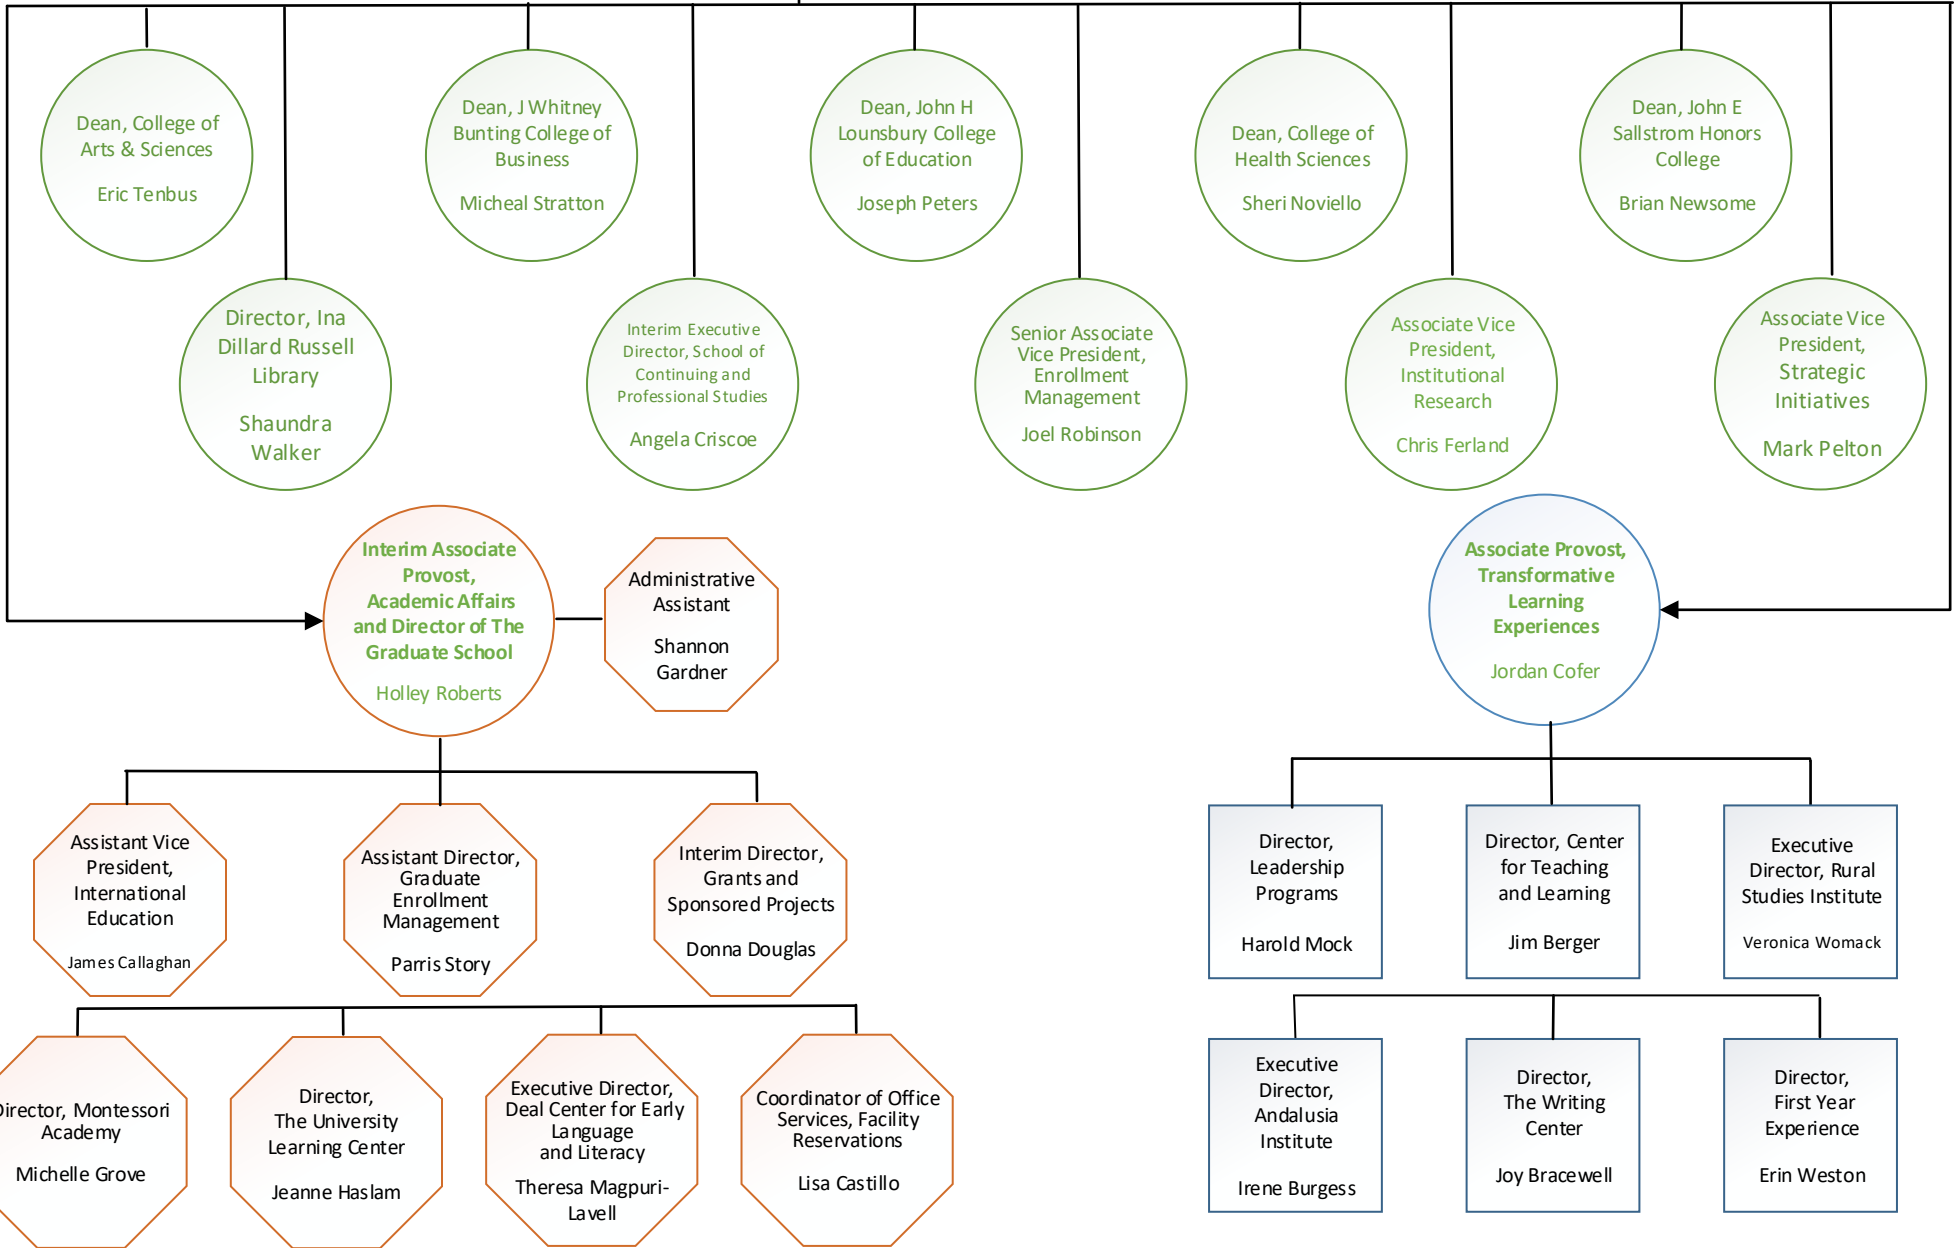 Dean, College of
Arts & Sciences
Eric Tenbus
Dean, J Whitney
Bunting College of
Business
Micheal Stratton
Dean, John H
Lounsbury College
of Education
Joseph Peters
Dean, College of
Health Sciences
Sheri Noviello
Dean, John E
Sallstrom Honors
College
Brian Newsome
Director, Ina
Dillard Russell
Library
Shaundra
Walker
Interim Executive
Director, School of
Continuing and
Professional Studies
Angela Criscoe
Senior Associate
Vice President,
Enrollment
Management
Joel Robinson
Associate Vice
President,
Institutional
Research
Chris Ferland
Associate Vice
President,
Strategic
Initiatives
Mark Pelton
Interim Associate
Provost,
Academic Affairs
and Director of The
Graduate School
Holley Roberts
Administrative
Assistant
Shannon
Gardner
Associate Provost,
Transformative
Learning
Experiences
Jordan Cofer
Assistant Vice
President,
International
Education
James Callaghan
Assistant Director,
Graduate
Enrollment
Management
Parris Story
Interim Director,
Grants and
Sponsored Projects
Donna Douglas
Director,
Leadership
Programs
Harold Mock
Director, Center
for Teaching
and Learning
Jim Berger
Executive
Director, Rural
Studies Institute
Veronica Womack
Director, Montessori
Academy
Michelle Grove
Director,
The University
Learning Center
Jeanne Haslam
Executive Director,
Deal Center for Early
Language
and Literacy
Theresa Magpuri-
Lavell
Coordinator of Office
Services, Facility
Reservations
Lisa Castillo
Executive
Director,
Andalusia
Institute
Irene Burgess
Director,
The Writing
Center
Joy Bracewell
Director,
First Year
Experience
Erin Weston